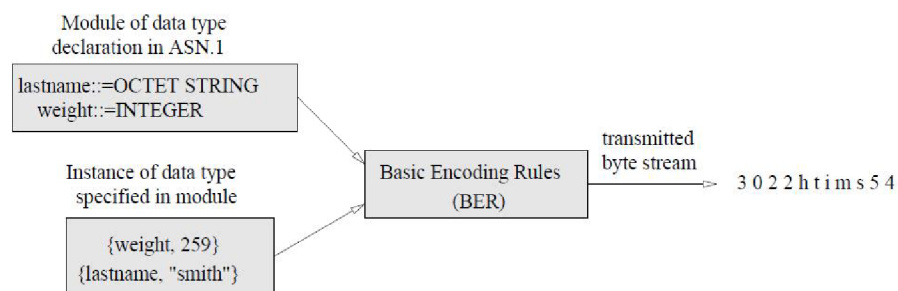 Module of data type
declaration in ASN.1
lastname::=OCTET STRING
weight::=INTEGER
Instance of data type
specified in module
{weight, 259}
{lastname, "smith"}
Basic Encoding Rules
(BER)
transmitted
byte stream
3 0 2 2 h t i m s 5 4